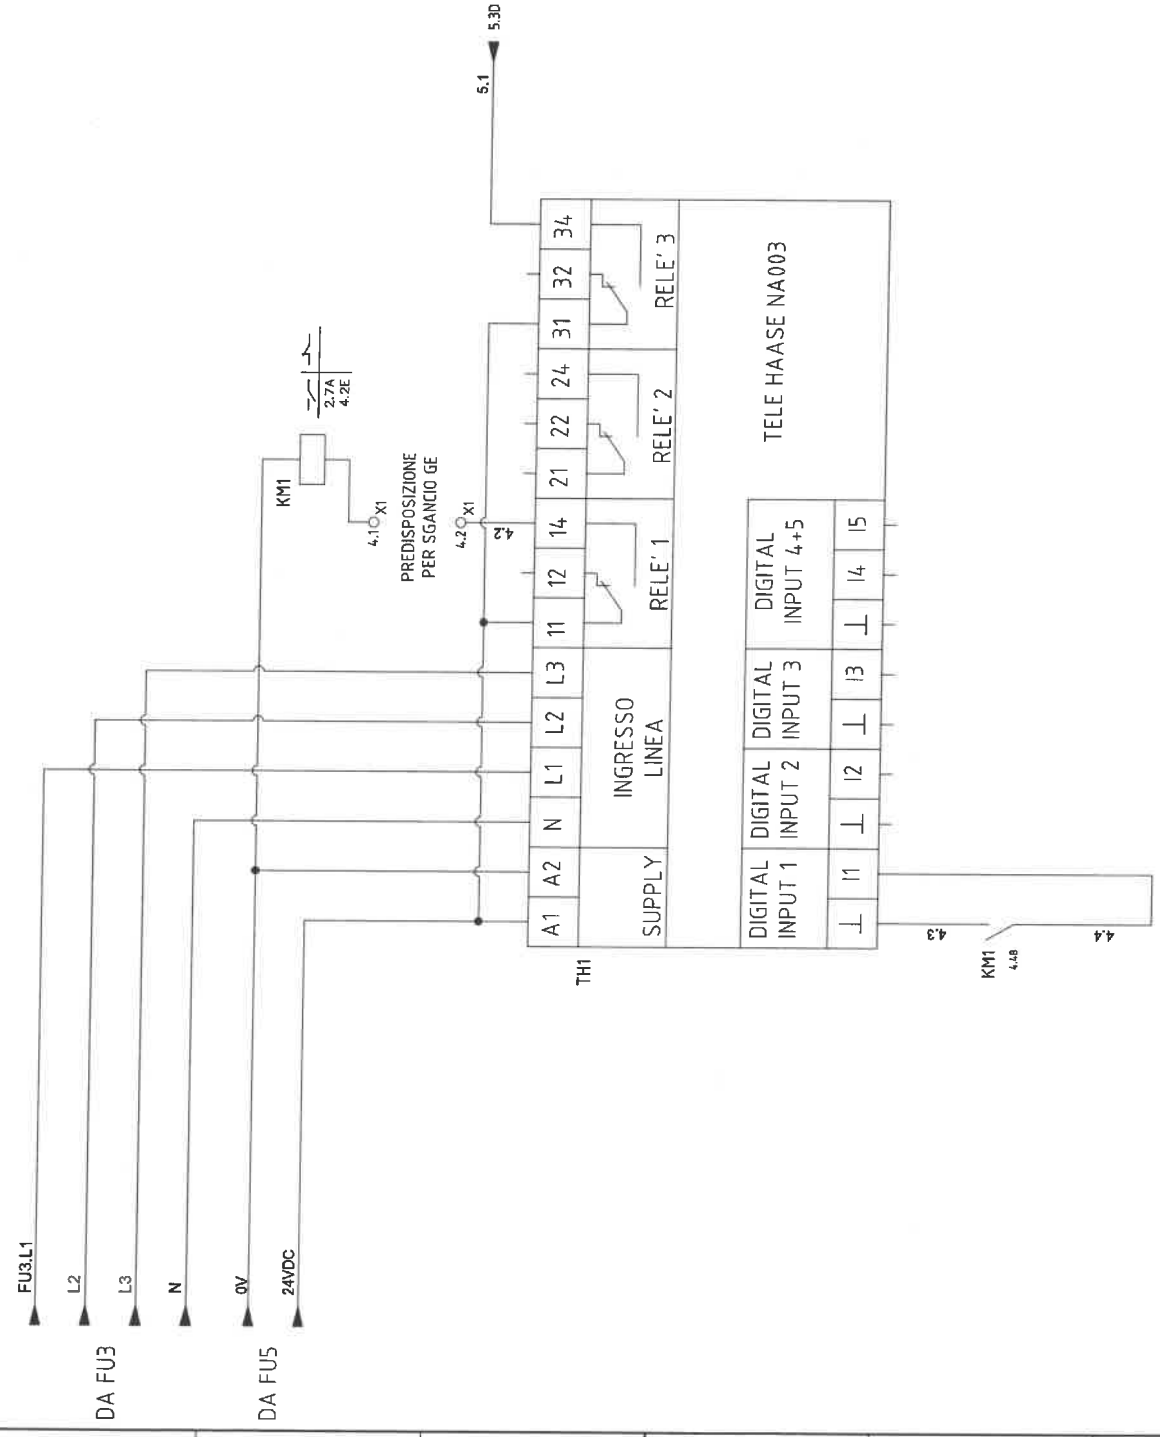 DA FU3
FU3.L1
L2
L3
N
DA FU5
0V
24VDC
KM1
2.7A
4.2E
4.1
X1
PREDISPOSIZIONE
PER SGANCIO GE
4.2
X1
4.2
5.1
5.3D
TH1
A1 A2 N L1 L2 L3 11 12 14 21 22 24 31 32 34
SUPPLY
INGRESSO
LINEA
RELE' 1
RELE' 2
RELE' 3
TELE HAASE NA003
DIGITAL
INPUT 1
DIGITAL
INPUT 2
DIGITAL
INPUT 3
DIGITAL
INPUT 4+5
I1 I2 I3 I4 I5
4.3
KM1
4.4B
4.4